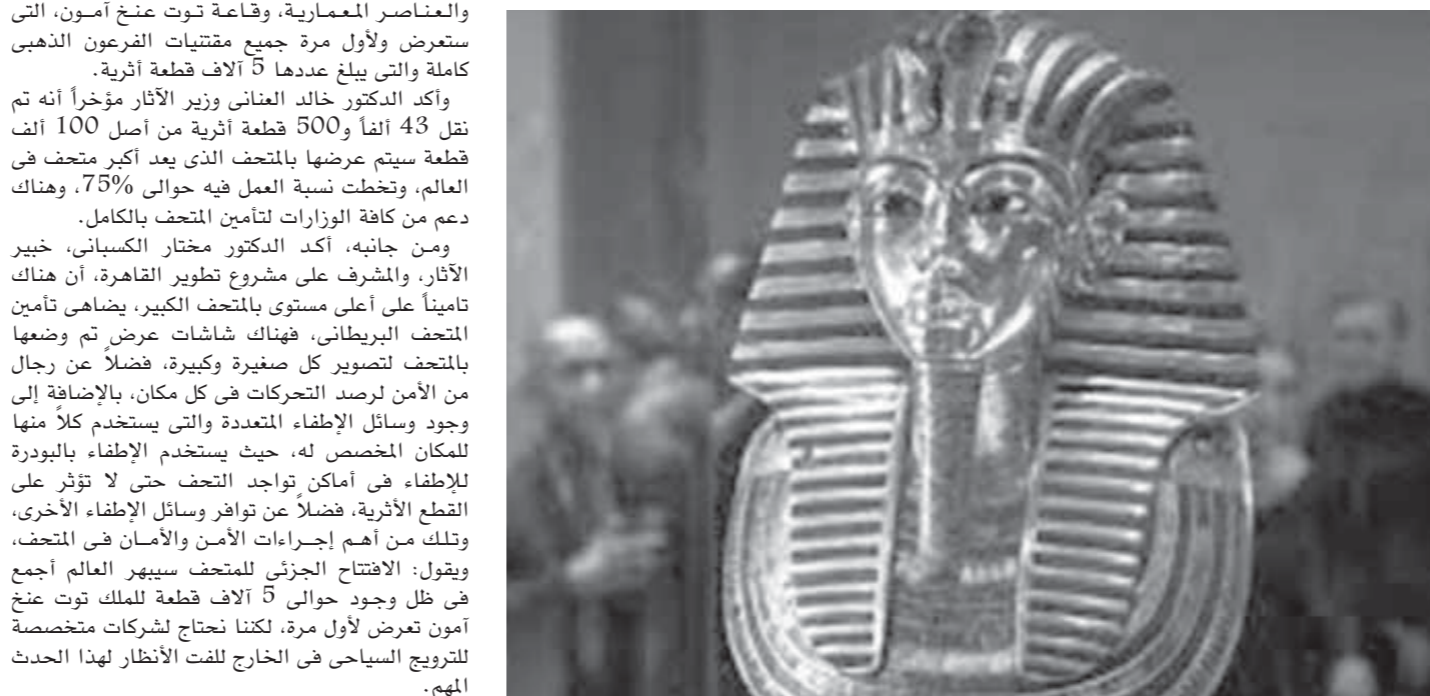 والعناصر المعمارية، وقاعة توت عنخ آمون، التى
ستعرض ولأول مرة جميع مقتنيات الفرعون الذهبى
كاملة والتى يبلغ عددها 5 آلاف قطعة أثرية.
وأكد الدكتور خالد العنانى وزير الآثار مؤخراً أنه تم
نقل 43 ألفاً و500 قطعة أثرية من أصل 100 ألف
قطعة سيتم عرضها بالمتحف الذى يعد أكبر متحف فى
العالم، وتخطت نسبة العمل فيه حوالى 75%، وهناك
دعم من كافة الوزارات لتأمين المتحف بالكامل.
ومن جانبه، أكد الدكتور مختار الكسبانى، خبير
الآثار، والمشرف على مشروع تطوير القاهرة، أن هناك
تاميناً على أعلى مستوى بالمتحف الكبير، يضاهى تأمين
المتحف البريطانى، فهناك شاشات عرض تم وضعها
بالمتحف لتصوير كل صغيرة وكبيرة، فضلاً عن رجال
من الأمن لرصد التحركات فى كل مكان، بالإضافة إلى
وجود وسائل الإطفاء المتعددة والتى يستخدم كلاً منها
للمكان المخصص له، حيث يستخدم الإطفاء بالبودرة
للإطفاء فى أماكن تواجد التحف حتى لا تؤثر على
القطع الأثرية، فضلاً عن توافر وسائل الإطفاء الأخرى،
وتلك من أهم إجراءات الأمن والأمان فى المتحف،
ويقول: الافتتاح الجزئى للمتحف سيبهر العالم أجمع
فى ظل وجود حوالى 5 آلاف قطعة للملك توت عنخ
آمون تعرض لأول مرة، لكننا نحتاج لشركات متخصصة
للترويج السياحى فى الخارج للفت الأنظار لهذا الحدث
المهم.